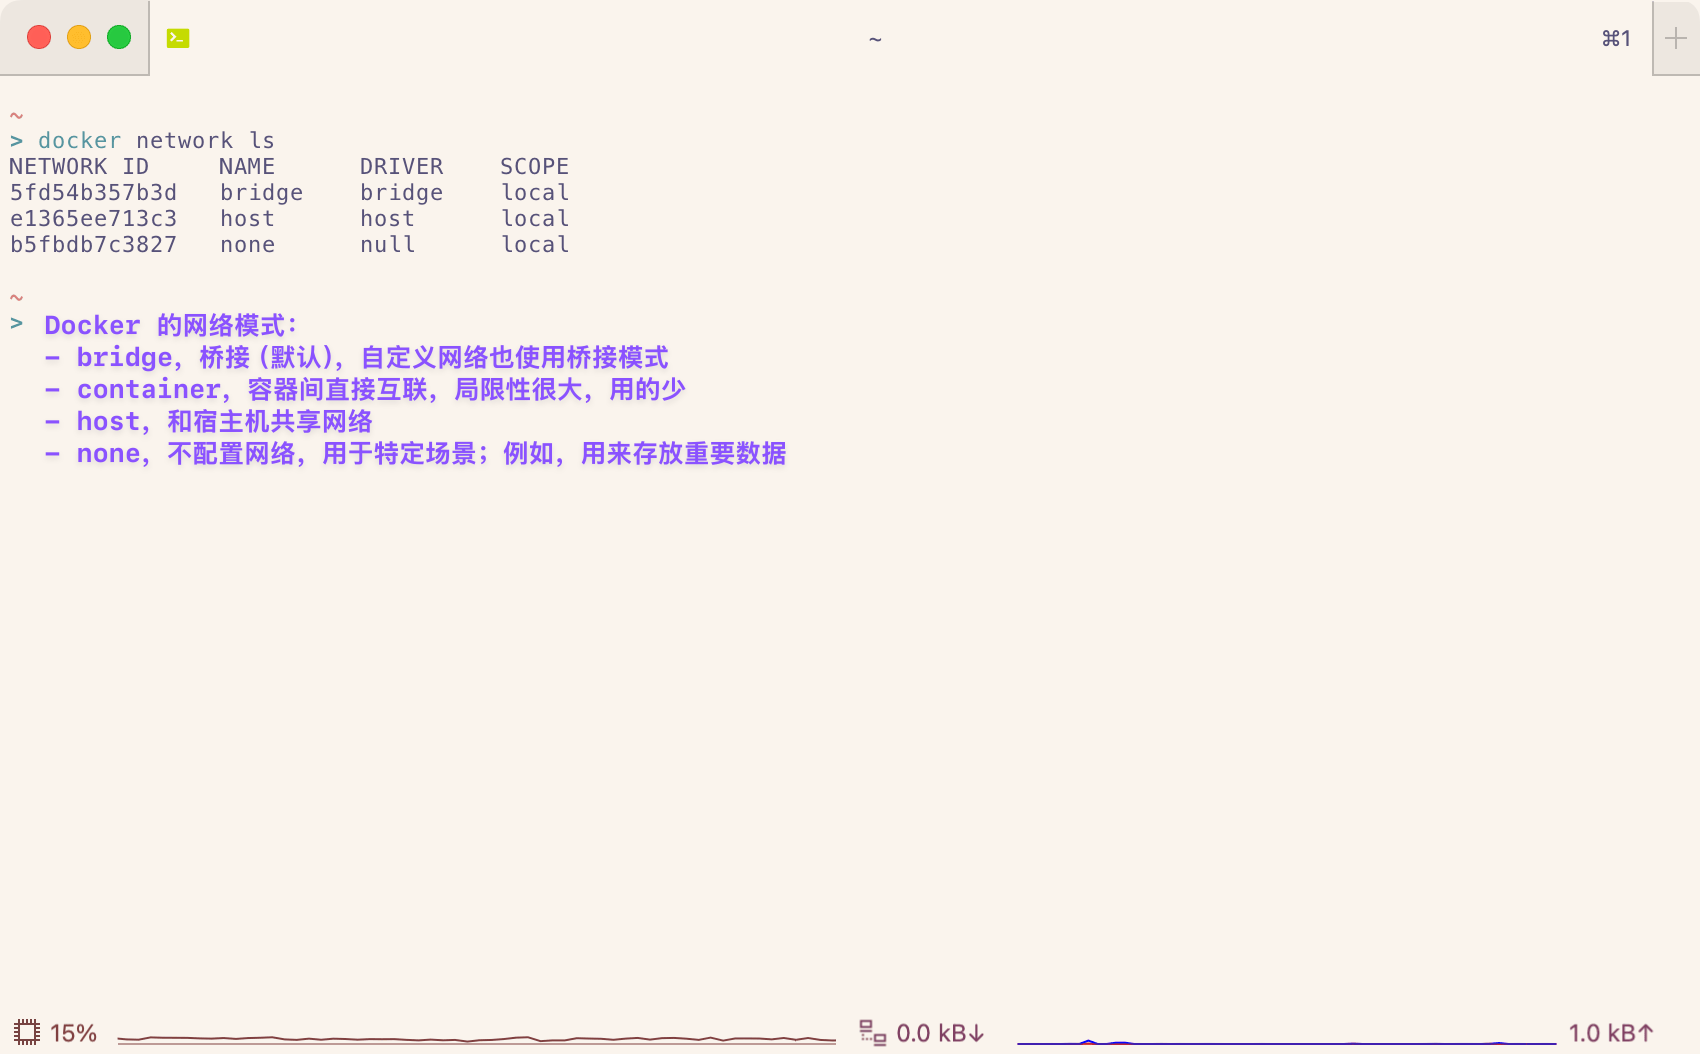 ~
⌘1
~
> docker network ls
NETWORK ID     NAME      DRIVER    SCOPE
5fd54b357b3d   bridge    bridge    local
e1365ee713c3   host      host      local
b5fbdb7c3827   none      null      local
~
> Docker 的网络模式：
- bridge，桥接（默认），自定义网络也使用桥接模式
- container，容器间直接互联，局限性很大，用的少
- host，和宿主机共享网络
- none，不配置网络，用于特定场景；例如，用来存放重要数据
15% 0.0 kB↓ 1.0 kB↑